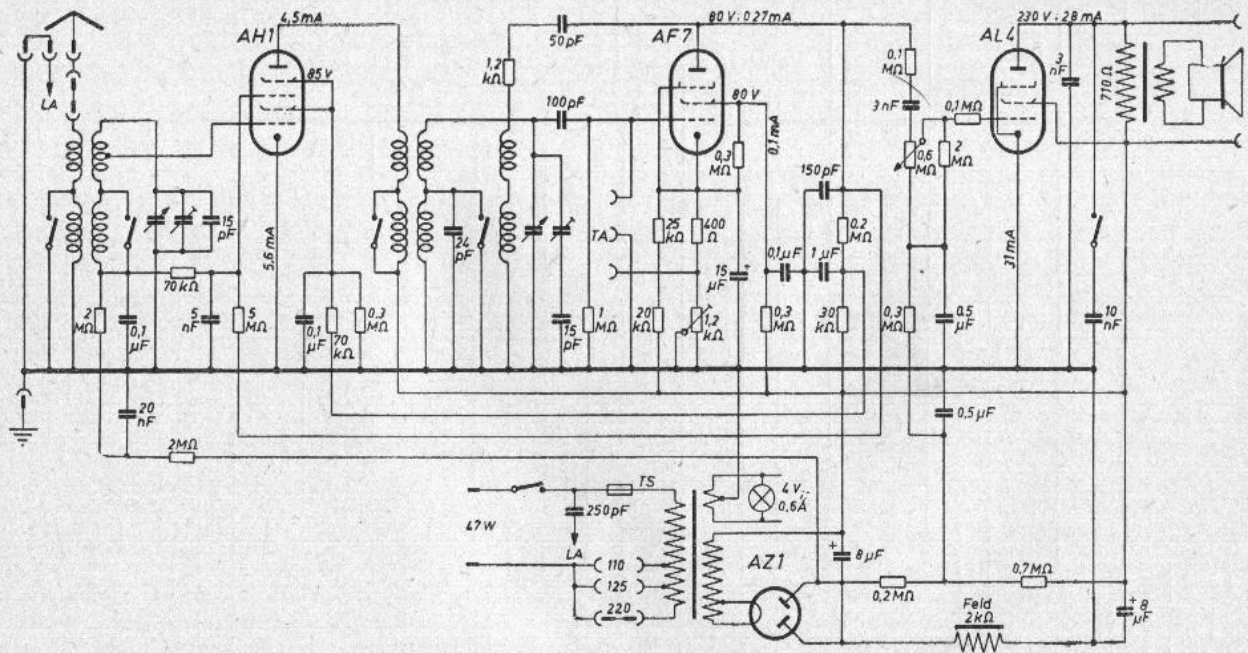 AH1
4,5 mA
85 V
5,6 mA
LA
15
pF
70 kΩ
2
MΩ
0,1
μF
5
nF
5
MΩ
0,1
μF
70
kΩ
0,3
MΩ
20
nF
2MΩ
1,2
kΩ
50 pF
100 pF
24
pF
15
pF
1
MΩ
TA
AF7
80 V : 0,27 mA
80 V
0,1 mA
0,3
MΩ
25
kΩ
400
Ω
20
kΩ
1,2
kΩ
15
μF
0,3
MΩ
0,1 μF
1 μF
150 pF
0,2
MΩ
30
kΩ
0,1
MΩ
3 nF
0,6
MΩ
2
MΩ
0,1 MΩ
0,3
MΩ
0,5
μF
0,5 μF
AL4
230 V : 28 mA
31 mA
3
nF
10
nF
770 Ω
47 W
250 pF
LA
TS
110
125
220
4 V
0,6 A
AZ1
8 μF
0,2 MΩ
0,7 MΩ
Feld
2 kΩ
8
μF